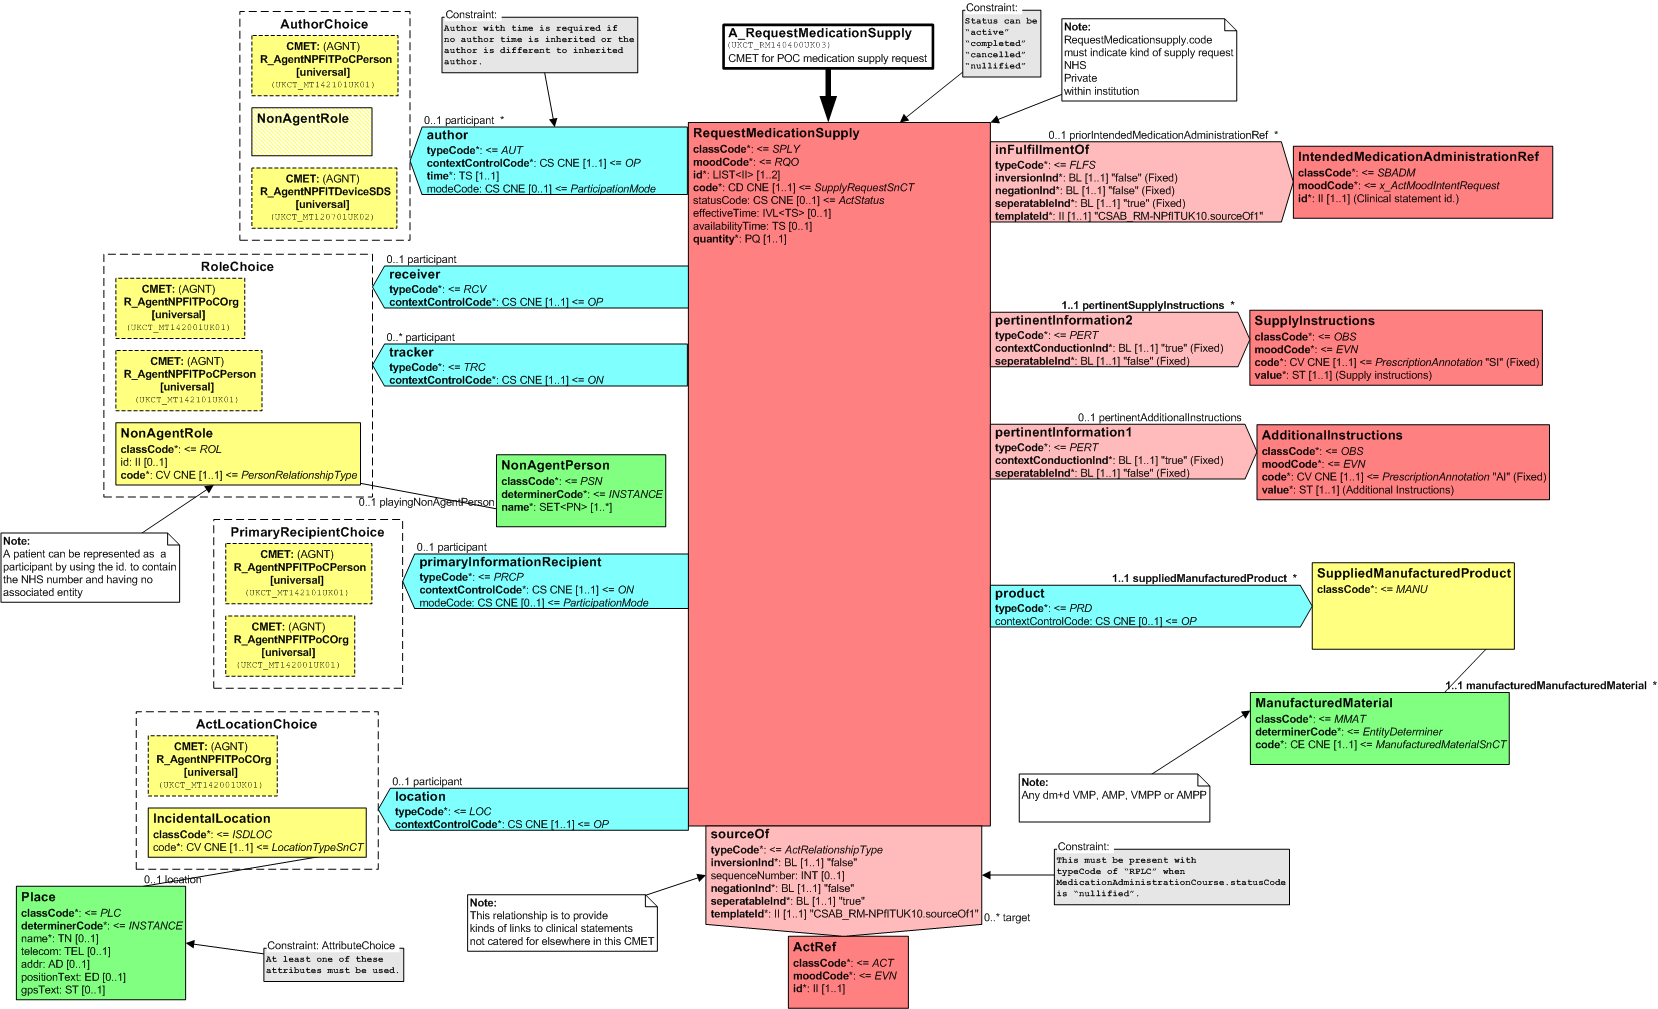 AuthorChoice
CMET: (AGNT)
R_AgentNPFITPoCPerson
[universal]
(UKCT_MT142101UK01)
NonAgentRole
CMET: (AGNT)
R_AgentNPFITDeviceSDS
[universal]
(UKCT_MT120701UK02)
Constraint:
Author with time is required if
no author time is inherited or the
author is different to inherited
author.
A_RequestMedicationSupply
(UKCT_RM140400UK03)
CMET for POC medication supply request
Constraint:
Status can be
"active"
"completed"
"cancelled"
"nullified"
Note:
RequestMedicationsupply.code
must indicate kind of supply request
NHS
Private
within institution
0..1 participant *
author
typeCode*: <= AUT
contextControlCode*: CS CNE [1..1] <= OP
time*: TS [1..1]
modeCode: CS CNE [0..1] <= ParticipationMode
RequestMedicationSupply
classCode*: <= SPLY
moodCode*: <= RQO
id*: LIST<II> [1..2]
code*: CD CNE [1..1] <= SupplyRequestSnCT
statusCode: CS CNE [0..1] <= ActStatus
effectiveTime: IVL<TS> [0..1]
availabilityTime: TS [0..1]
quantity*: PQ [1..1]
0..1 priorIntendedMedicationAdministrationRef *
inFulfillmentOf
typeCode*: <= FLFS
inversionInd*: BL [1..1] "false" (Fixed)
negationInd*: BL [1..1] "false" (Fixed)
seperatableInd*: BL [1..1] "true" (Fixed)
templateId*: II [1..1] "CSAB_RM-NPfITUK10.sourceOf1"
IntendedMedicationAdministrationRef
classCode*: <= SBADM
moodCode*: <= x_ActMoodIntentRequest
id*: II [1..1] (Clinical statement id.)
RoleChoice
CMET: (AGNT)
R_AgentNPFITPoCOrg
[universal]
(UKCT_MT142001UK01)
CMET: (AGNT)
R_AgentNPFITPoCPerson
[universal]
(UKCT_MT142101UK01)
NonAgentRole
classCode*: <= ROL
id: II [0..1]
code*: CV CNE [1..1] <= PersonRelationshipType
0..1 participant
receiver
typeCode*: <= RCV
contextControlCode*: CS CNE [1..1] <= OP
0..* participant
tracker
typeCode*: <= TRC
contextControlCode*: CS CNE [1..1] <= ON
1..1 pertinentSupplyInstructions *
pertinentInformation2
typeCode*: <= PERT
contextConductionInd*: BL [1..1] "true" (Fixed)
seperatableInd*: BL [1..1] "false" (Fixed)
SupplyInstructions
classCode*: <= OBS
moodCode*: <= EVN
code*: CV CNE [1..1] <= PrescriptionAnnotation "SI" (Fixed)
value*: ST [1..1] (Supply instructions)
0..1 pertinentAdditionalInstructions
pertinentInformation1
typeCode*: <= PERT
contextConductionInd*: BL [1..1] "true" (Fixed)
seperatableInd*: BL [1..1] "false" (Fixed)
AdditionalInstructions
classCode*: <= OBS
moodCode*: <= EVN
code*: CV CNE [1..1] <= PrescriptionAnnotation "AI" (Fixed)
value*: ST [1..1] (Additional Instructions)
NonAgentPerson
classCode*: <= PSN
determinerCode*: <= INSTANCE
name*: SET<PN> [1..*]
0..1 playingNonAgentPerson
Note:
A patient can be represented as a
participant by using the id. to contain
the NHS number and having no
associated entity
PrimaryRecipientChoice
CMET: (AGNT)
R_AgentNPFITPoCPerson
[universal]
(UKCT_MT142101UK01)
CMET: (AGNT)
R_AgentNPFITPoCOrg
[universal]
(UKCT_MT142001UK01)
0..1 participant
primaryInformationRecipient
typeCode*: <= PRCP
contextControlCode*: CS CNE [1..1] <= ON
modeCode: CS CNE [0..1] <= ParticipationMode
1..1 suppliedManufacturedProduct *
product
typeCode*: <= PRD
contextControlCode: CS CNE [0..1] <= OP
SuppliedManufacturedProduct
classCode*: <= MANU
1..1 manufacturedManufacturedMaterial *
ManufacturedMaterial
classCode*: <= MMAT
determinerCode*: <= EntityDeterminer
code*: CE CNE [1..1] <= ManufacturedMaterialSnCT
Note:
Any dm+d VMP, AMP, VMPP or AMPP
ActLocationChoice
CMET: (AGNT)
R_AgentNPFITPoCOrg
[universal]
(UKCT_MT142001UK01)
IncidentalLocation
classCode*: <= ISDLOC
code*: CV CNE [1..1] <= LocationTypeSnCT
0..1 participant
location
typeCode*: <= LOC
contextControlCode*: CS CNE [1..1] <= OP
0..1 location
Place
classCode*: <= PLC
determinerCode*: <= INSTANCE
name*: TN [0..1]
telecom: TEL [0..1]
addr: AD [0..1]
positionText: ED [0..1]
gpsText: ST [0..1]
Constraint: AttributeChoice
At least one of these
attributes must be used.
Note:
This relationship is to provide
kinds of links to clinical statements
not catered for elsewhere in this CMET
sourceOf
typeCode*: <= ActRelationshipType
inversionInd*: BL [1..1] "false"
sequenceNumber: INT [0..1]
negationInd*: BL [1..1] "false"
seperatableInd*: BL [1..1] "true"
templateId*: II [1..1] "CSAB_RM-NPfITUK10.sourceOf1"
0..* target
Constraint:
This must be present with
typeCode of "RPLC" when
MedicationAdministrationCourse.statusCode
is "nullified".
ActRef
classCode*: <= ACT
moodCode*: <= EVN
id*: II [1..1]